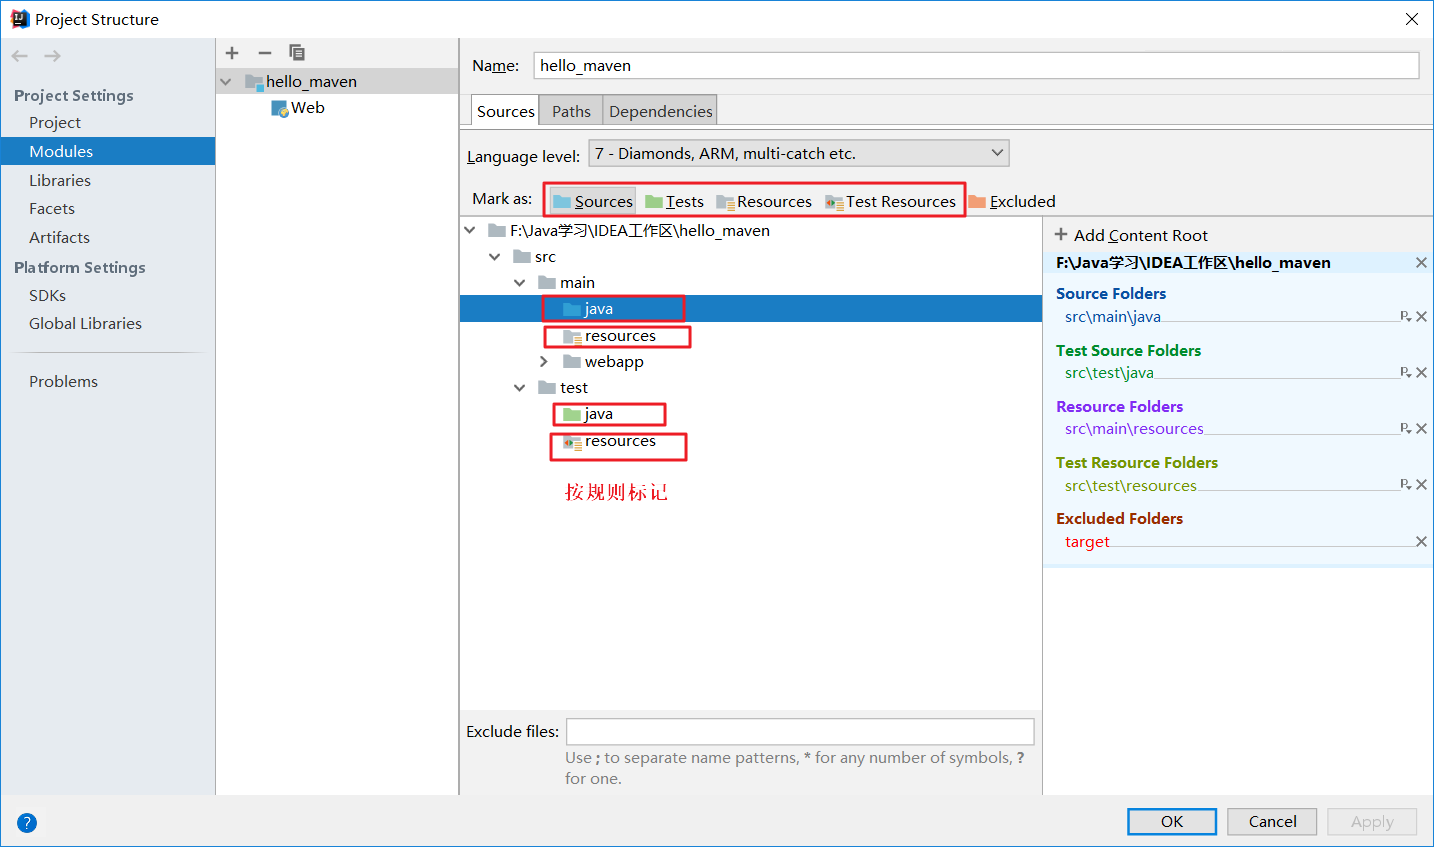 Project Structure
Project Settings
Project
Modules
Libraries
Facets
Artifacts
Platform Settings
SDKs
Global Libraries
Problems
hello_maven
Web
Name: hello_maven
Sources Paths Dependencies
Language level: 7 - Diamonds, ARM, multi-catch etc.
Mark as: Sources Tests Resources Test Resources Excluded
F:\Java学习\IDEA工作区\hello_maven
src
main
java
resources
webapp
test
java
resources
按规则标记
+ Add Content Root
F:\Java学习\IDEA工作区\hello_maven
Source Folders
src\main\java
Test Source Folders
src\test\java
Resource Folders
src\main\resources
Test Resource Folders
src\test\resources
Excluded Folders
target
Exclude files:
Use ; to separate name patterns, * for any number of symbols, ?
for one.
?
OK Cancel Apply